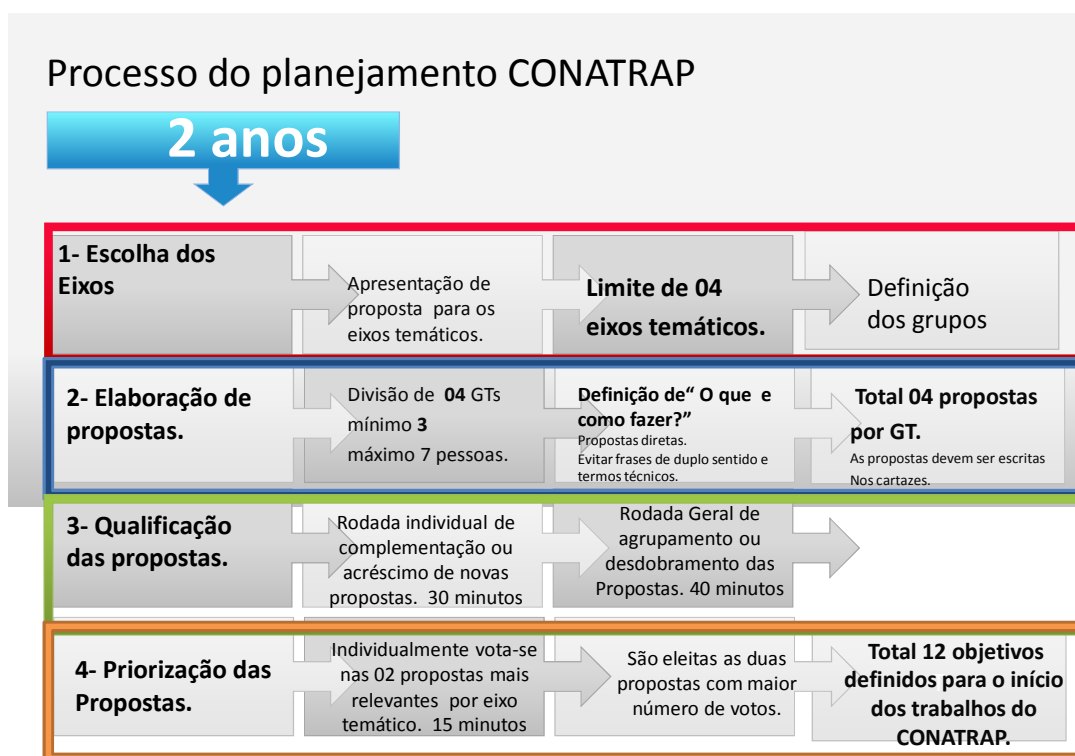 Processo do planejamento CONATRAP
2 anos
1- Escolha dos
Eixos
Apresentação de
proposta para os
eixos temáticos.
Limite de 04
eixos temáticos.
Definição
dos grupos
2- Elaboração de
propostas.
Divisão de 04 GTs
mínimo 3
máximo 7 pessoas.
Definição de“ O que e
como fazer?”
Propostas diretas.
Evitar frases de duplo sentido e
termos técnicos.
Total 04 propostas
por GT.
As propostas devem ser escritas
Nos cartazes.
3- Qualificação
das propostas.
Rodada individual de
complementação ou
acréscimo de novas
propostas. 30 minutos
Rodada Geral de
agrupamento ou
desdobramento das
Propostas. 40 minutos
4- Priorização das
Propostas.
Individualmente vota-se
nas 02 propostas mais
relevantes por eixo
temático. 15 minutos
São eleitas as duas
propostas com maior
número de votos.
Total 12 objetivos
definidos para o início
dos trabalhos do
CONATRAP.